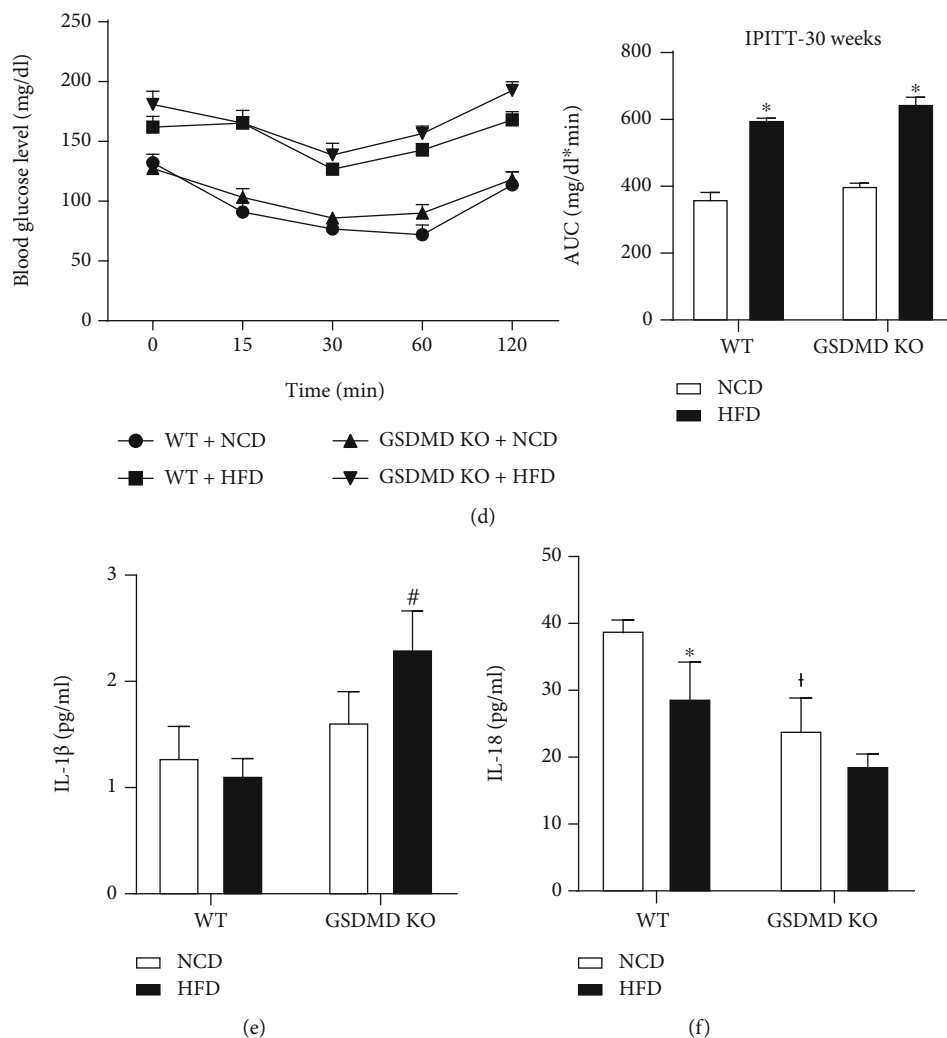 250
200
150
100
50
0
Blood glucose level (mg/dl)
0 15 30 60 120
Time (min)
WT + NCD GSDMD KO + NCD
WT + HFD GSDMD KO + HFD
IPITT-30 weeks
800
600
400
200
0
AUC (mg/dl*min)
* *
WT GSDMD KO
NCD
HFD
(d)
3
2
1
0
IL-1β (pg/ml)
#
WT GSDMD KO
NCD
HFD
(e)
50
40
30
20
10
0
IL-18 (pg/ml)
* ƚ
WT GSDMD KO
NCD
HFD
(f)